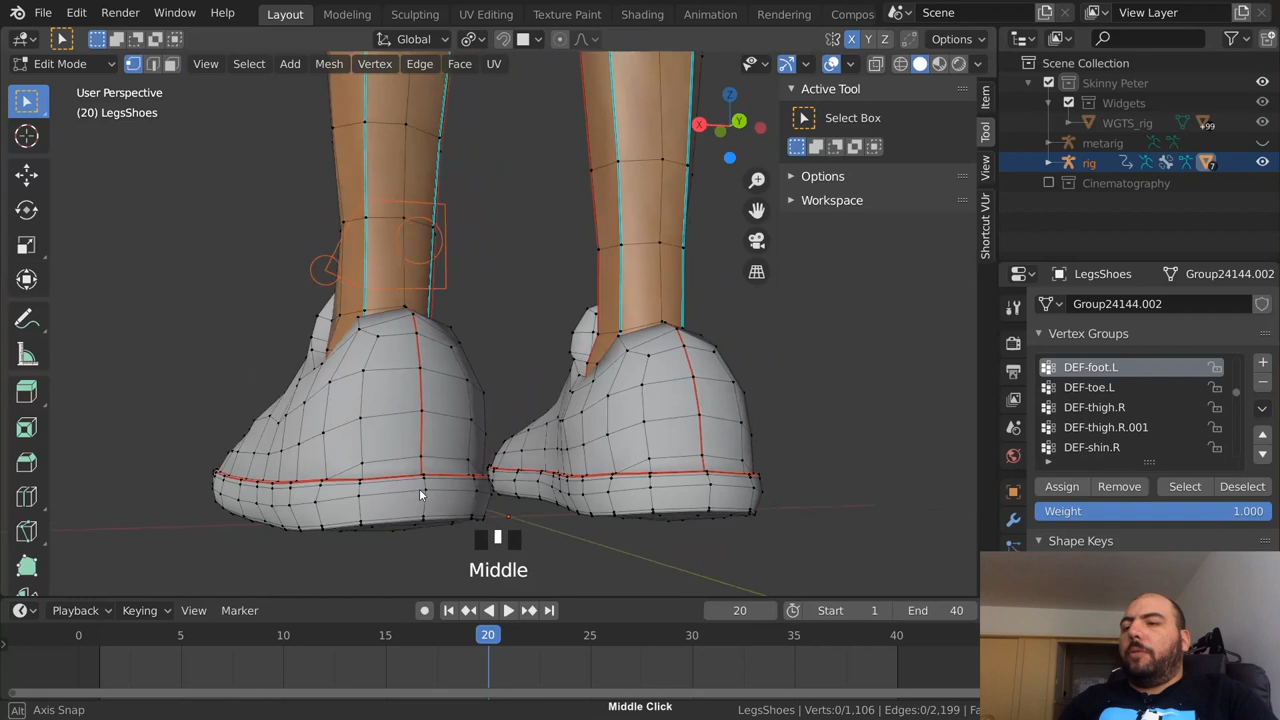 File Edit Render Window Help Layout Modeling Sculpting UV Editing Texture Paint Shading Animation Rendering Compos Scene View Layer
Global X Y Z Options
Edit Mode View Select Add Mesh Vertex Edge Face UV
User Perspective
(20) LegsShoes
X Y Z
Active Tool
Select Box
Options
Workspace
Item
Tool
View
Shortcut VUr
Scene Collection
Skinny Peter
Widgets
WGTS_rig +99
metarig
rig 7
Cinematography
LegsShoes Group24144.002
Group24144.002
Vertex Groups
DEF-foot.L
DEF-toe.L
DEF-thigh.R
DEF-thigh.R.001
DEF-shin.R
Assign Remove Select Deselect
Weight 1.000
Shape Keys
Middle
Playback Keying View Marker 20 Start 1 End 40
0 5 10 15 20 25 30 35 40
Alt Axis Snap Middle Click LegsShoes | Verts:0/1,106 | Edges:0/2,199 | Fa